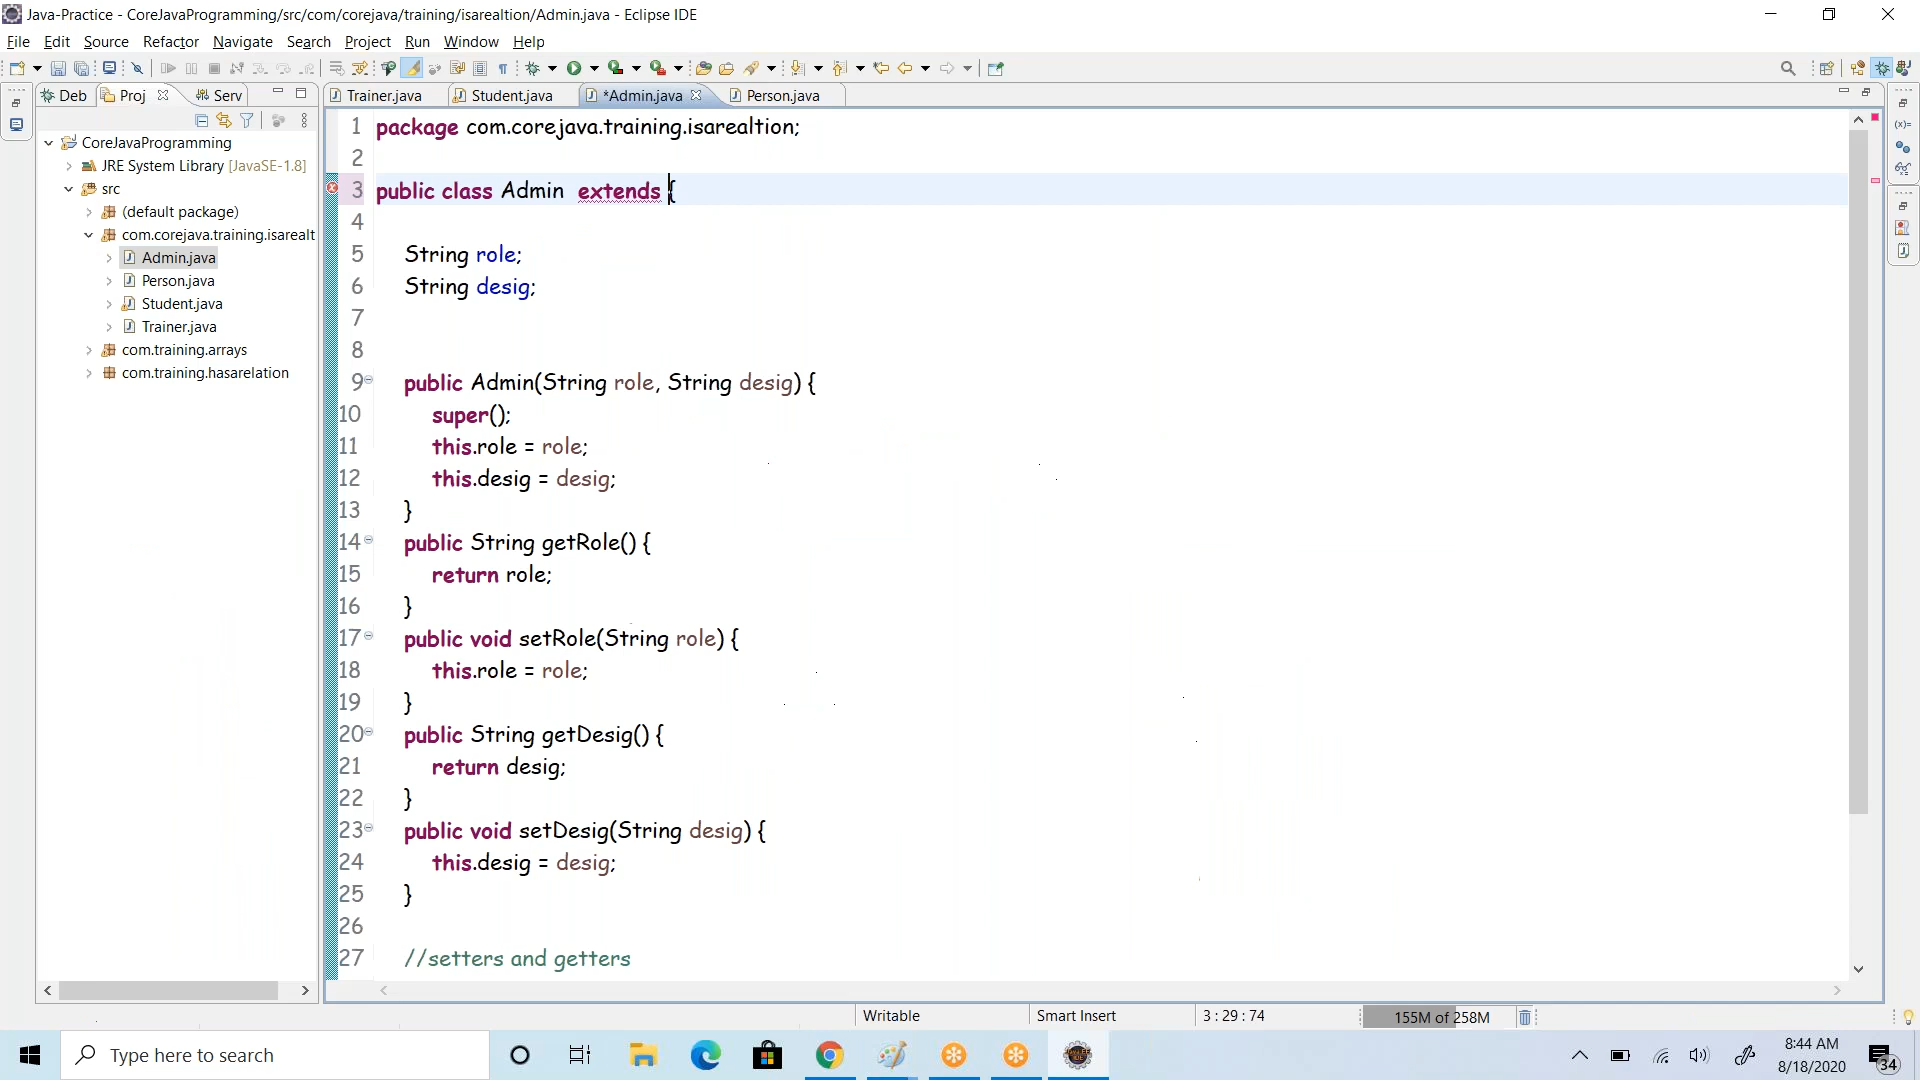 Java-Practice - CoreJavaProgramming/src/com/corejava/training/isarealtion/Admin.java - Eclipse IDE
File Edit Source Refactor Navigate Search Project Run Window Help
Deb Proj Serv
Trainer.java Student.java *Admin.java Person.java
CoreJavaProgramming
JRE System Library [JavaSE-1.8]
src
(default package)
com.corejava.training.isarealt
Admin.java
Person.java
Student.java
Trainer.java
com.training.arrays
com.training.hasarelation
1 package com.corejava.training.isarealtion;
2
3 public class Admin  extends {
4
5 String role;
6 String desig;
7
8
9 public Admin(String role, String desig) {
10 super();
11 this.role = role;
12 this.desig = desig;
13 }
14 public String getRole() {
15 return role;
16 }
17 public void setRole(String role) {
18 this.role = role;
19 }
20 public String getDesig() {
21 return desig;
22 }
23 public void setDesig(String desig) {
24 this.desig = desig;
25 }
26
27 //setters and getters
Writable Smart Insert 3 : 29 : 74 155M of 258M
Type here to search
8:44 AM
8/18/2020
34